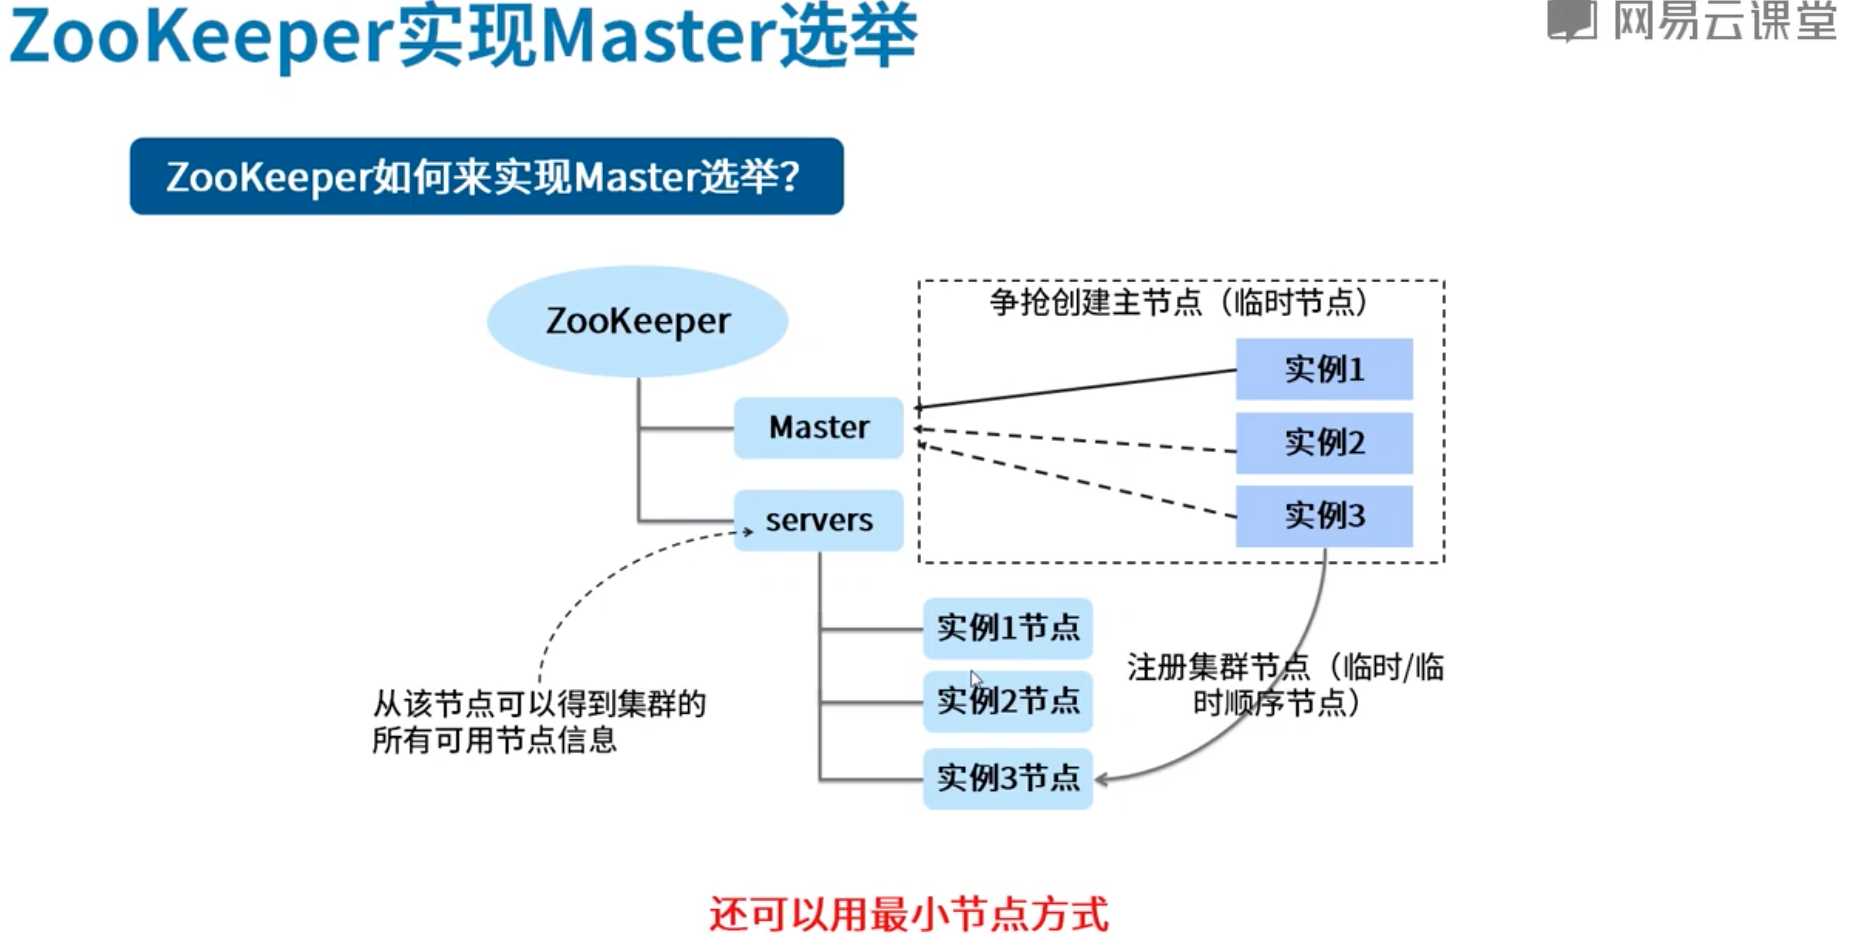 ZooKeeper实现Master选举
网易云课堂
ZooKeeper如何来实现Master选举？
ZooKeeper
争抢创建主节点（临时节点）
实例1
Master
实例2
实例3
servers
实例1节点
注册集群节点（临时/临
时顺序节点）
实例2节点
从该节点可以得到集群的
所有可用节点信息
实例3节点
还可以用最小节点方式